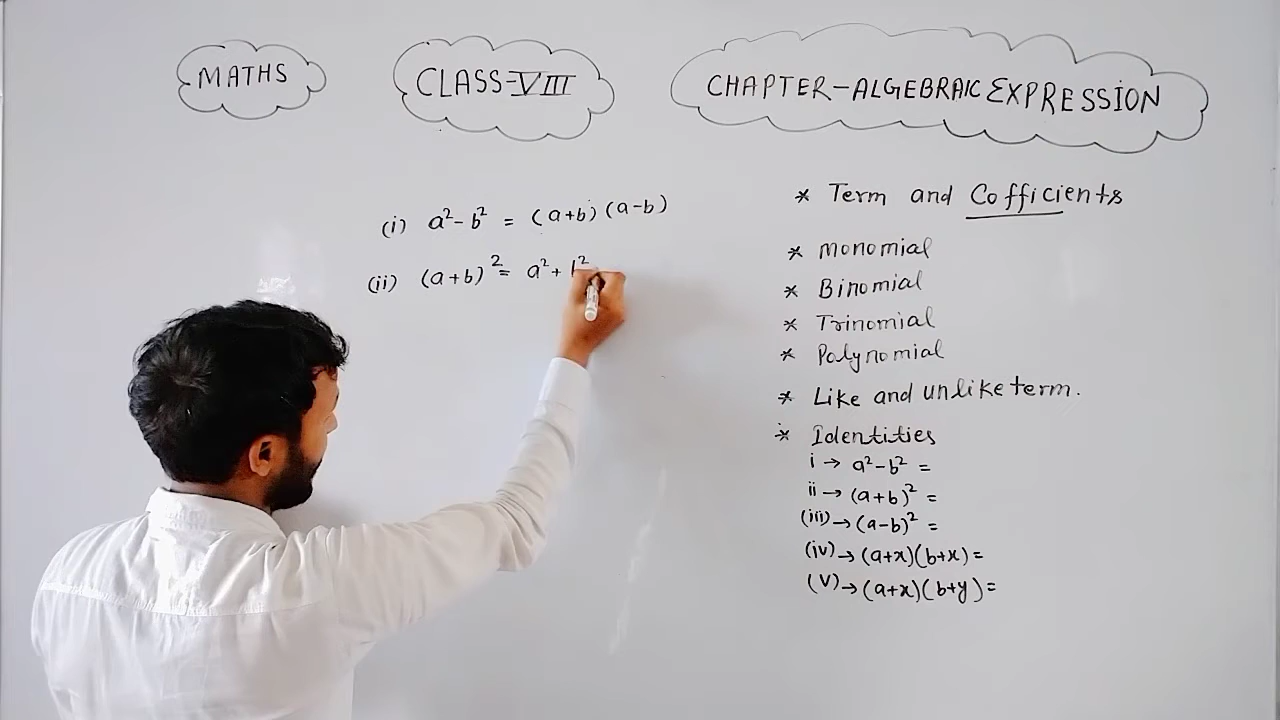 MATHS
CLASS-VIII
CHAPTER-ALGEBRAIC EXPRESSION
(i) a²-b² = (a+b)(a-b)
(ii) (a+b)² = a²+b²
* Term and Cofficients
* Monomial
* Binomial
* Trinomial
* Polynomial
* Like and unlike term.
* Identities
i → a²-b² =
ii → (a+b)² =
(iii) → (a-b)² =
(iv) → (a+x)(b+x)=
(V) → (a+x)(b+y)=